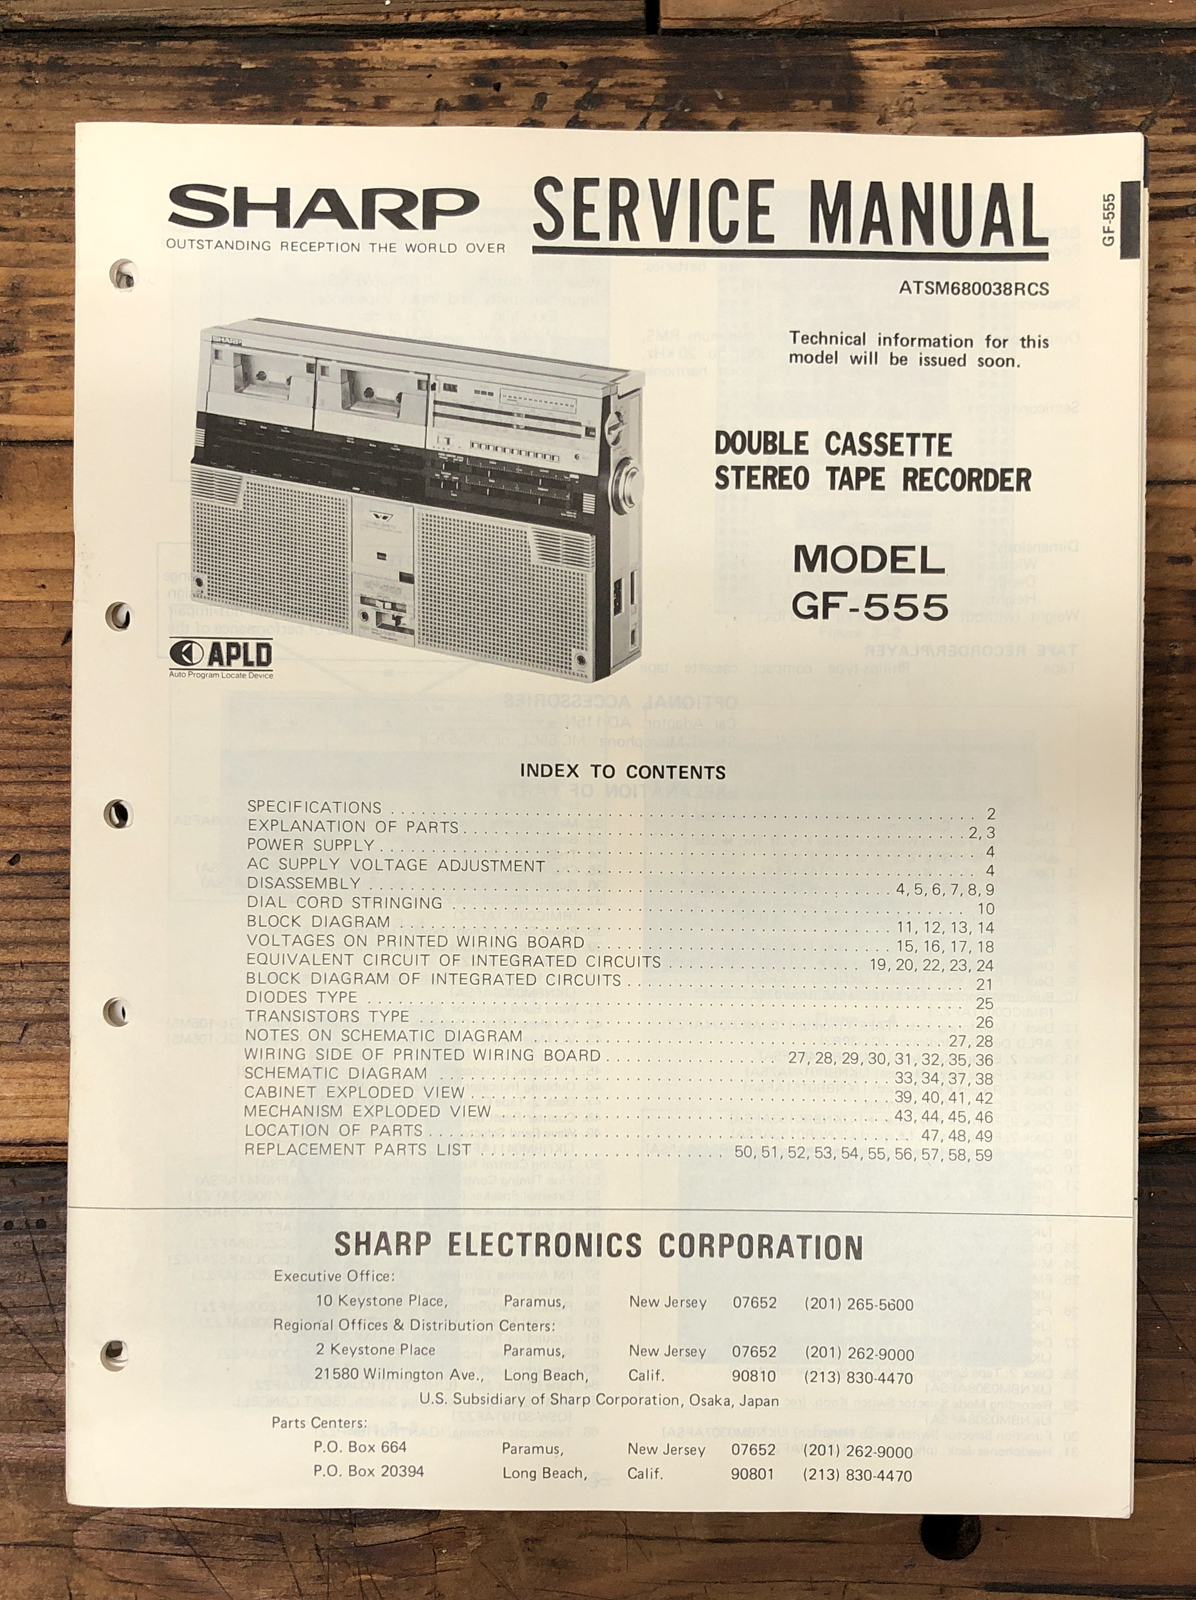 SHARP
OUTSTANDING RECEPTION THE WORLD OVER
SERVICE MANUAL
GF-555
ATSM680038RCS
Technical information for this
model will be issued soon.
SHARP
DOUBLE CASSETTE
STEREO TAPE RECORDER
MODEL
GF-555
APLD
Auto Program Locate Device
INDEX TO CONTENTS
SPECIFICATIONS . . . 2
EXPLANATION OF PARTS . . . 2, 3
POWER SUPPLY . . . 4
AC SUPPLY VOLTAGE ADJUSTMENT . . . 4
DISASSEMBLY . . . 4, 5, 6, 7, 8, 9
DIAL CORD STRINGING . . . 10
BLOCK DIAGRAM . . . 11, 12, 13, 14
VOLTAGES ON PRINTED WIRING BOARD . . . 15, 16, 17, 18
EQUIVALENT CIRCUIT OF INTEGRATED CIRCUITS . . . 19, 20, 22, 23, 24
BLOCK DIAGRAM OF INTEGRATED CIRCUITS . . . 21
DIODES TYPE . . . 25
TRANSISTORS TYPE . . . 26
NOTES ON SCHEMATIC DIAGRAM . . . 27, 28
WIRING SIDE OF PRINTED WIRING BOARD . . . 27, 28, 29, 30, 31, 32, 35, 36
SCHEMATIC DIAGRAM . . . 33, 34, 37, 38
CABINET EXPLODED VIEW . . . 39, 40, 41, 42
MECHANISM EXPLODED VIEW . . . 43, 44, 45, 46
LOCATION OF PARTS . . . 47, 48, 49
REPLACEMENT PARTS LIST . . . 50, 51, 52, 53, 54, 55, 56, 57, 58, 59
SHARP ELECTRONICS CORPORATION
Executive Office:
10 Keystone Place, Paramus, New Jersey 07652 (201) 265-5600
Regional Offices & Distribution Centers:
2 Keystone Place Paramus, New Jersey 07652 (201) 262-9000
21580 Wilmington Ave., Long Beach, Calif. 90810 (213) 830-4470
U.S. Subsidiary of Sharp Corporation, Osaka, Japan
Parts Centers:
P.O. Box 664 Paramus, New Jersey 07652 (201) 262-9000
P.O. Box 20394 Long Beach, Calif. 90801 (213) 830-4470